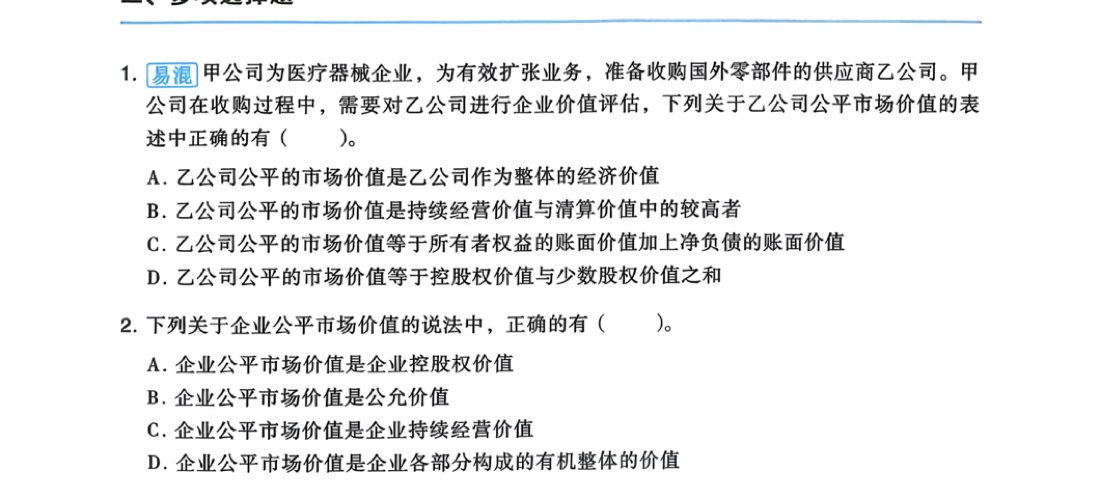 二、多项选择题
1. 易混 甲公司为医疗器械企业，为有效扩张业务，准备收购国外零部件的供应商乙公司。甲
公司在收购过程中，需要对乙公司进行企业价值评估，下列关于乙公司公平市场价值的表
述中正确的有（　　）。
A. 乙公司公平的市场价值是乙公司作为整体的经济价值
B. 乙公司公平的市场价值是持续经营价值与清算价值中的较高者
C. 乙公司公平的市场价值等于所有者权益的账面价值加上净负债的账面价值
D. 乙公司公平的市场价值等于控股权价值与少数股权价值之和
2. 下列关于企业公平市场价值的说法中，正确的有（　　）。
A. 企业公平市场价值是企业控股权价值
B. 企业公平市场价值是公允价值
C. 企业公平市场价值是企业持续经营价值
D. 企业公平市场价值是企业各部分构成的有机整体的价值